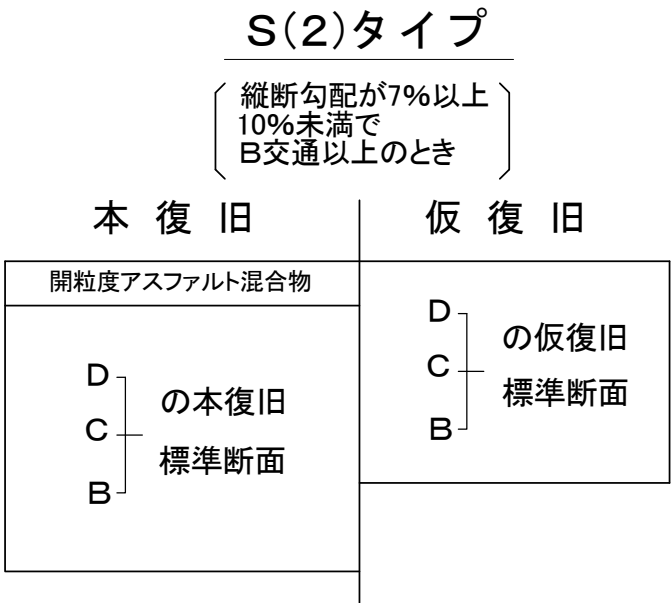 S(2)タイプ
縦断勾配が7%以上
10%未満で
B交通以上のとき
本復旧
仮復旧
開粒度アスファルト混合物
D
C
B
の本復旧
標準断面
D
C
B
の仮復旧
標準断面